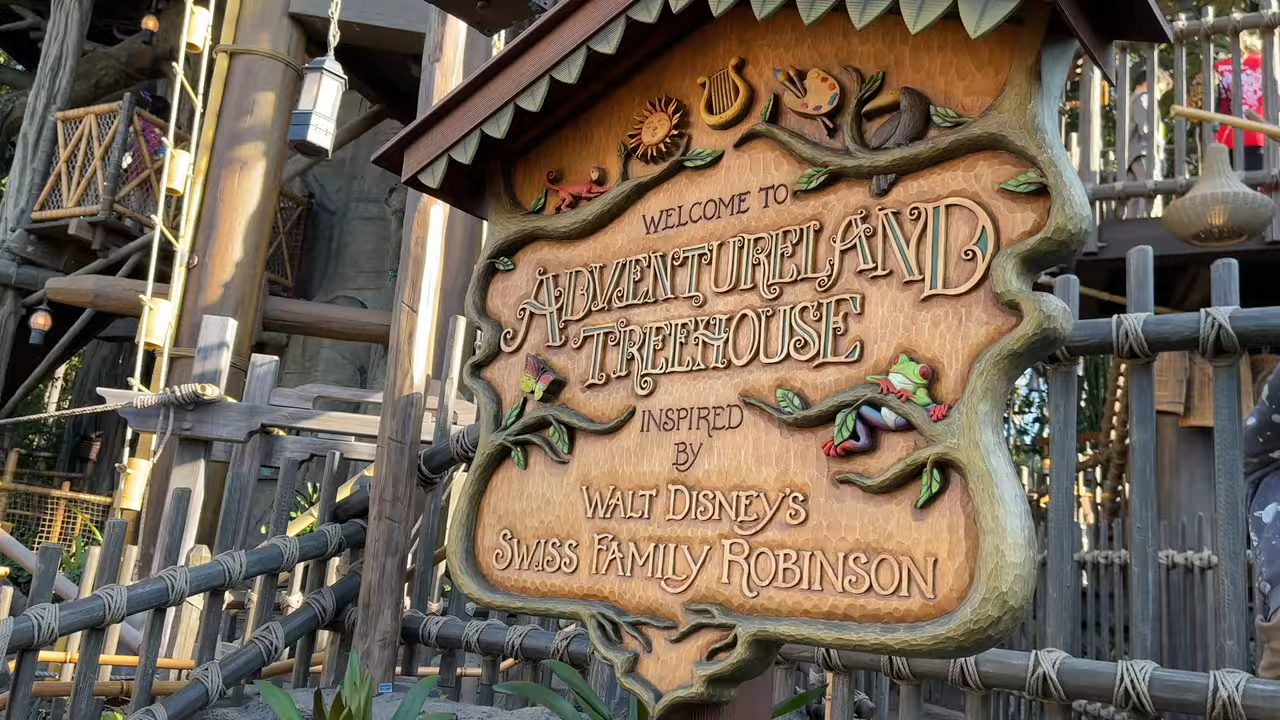 WELCOME TO
ADVENTURELAND
TREEHOUSE
INSPIRED
BY
WALT DISNEY'S
SWISS FAMILY ROBINSON